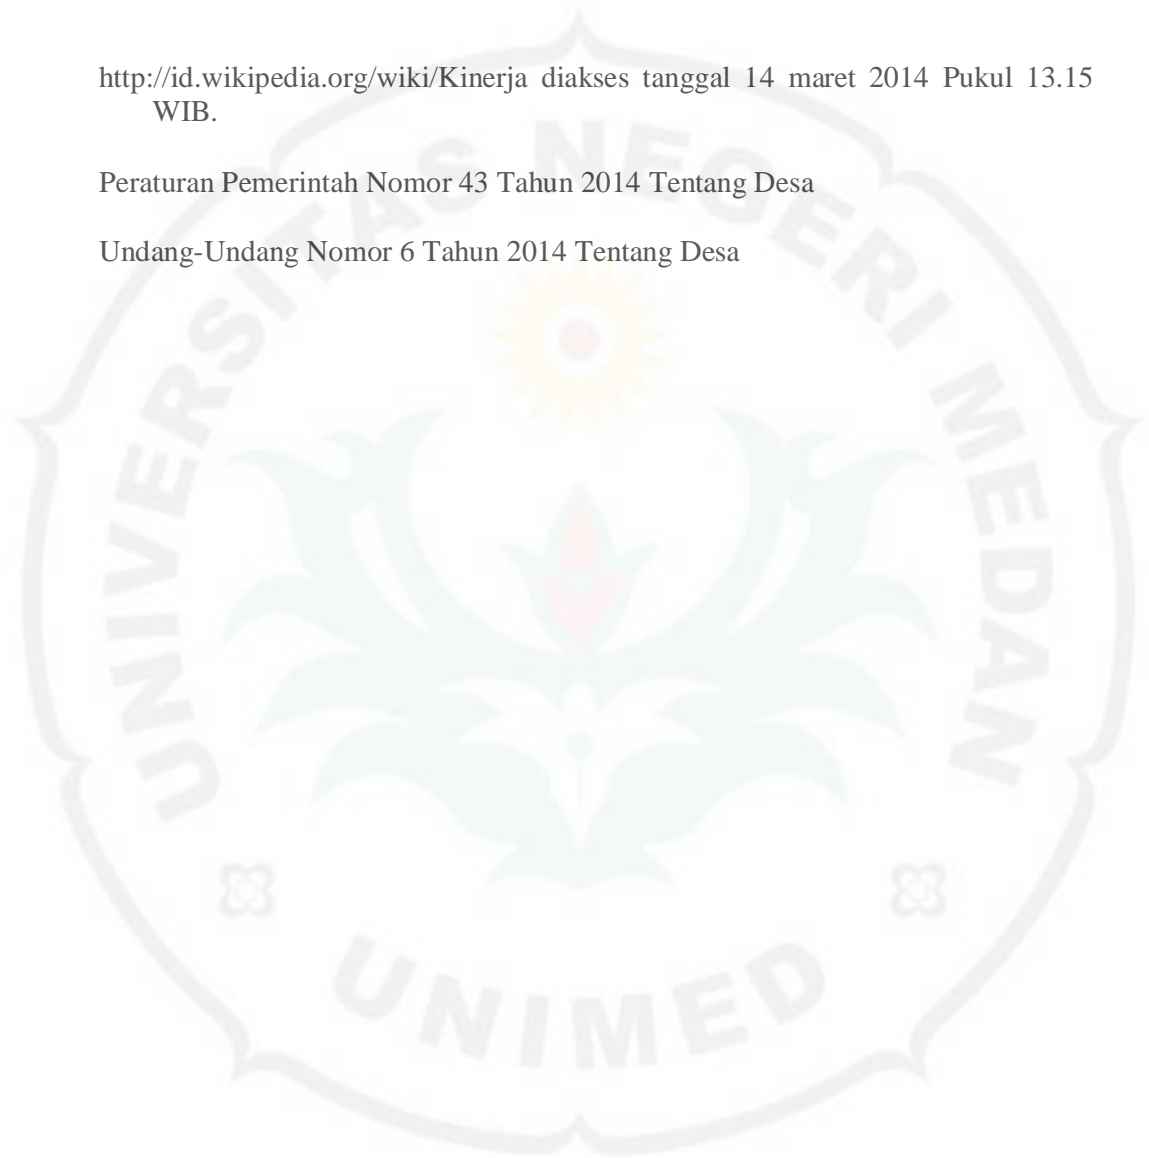 http://id.wikipedia.org/wiki/Kinerja diakses tanggal 14 maret 2014 Pukul 13.15
WIB.
Peraturan Pemerintah Nomor 43 Tahun 2014 Tentang Desa
Undang-Undang Nomor 6 Tahun 2014 Tentang Desa
UNIVERSITAS NEGERI MEDAN
UNIMED